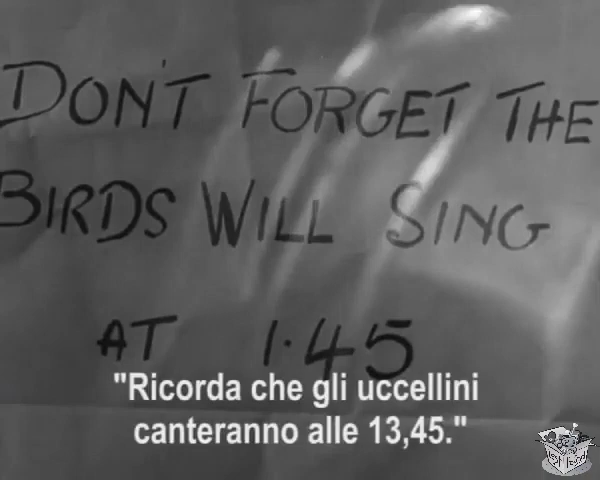 DON'T FORGET THE
BIRDS WILL SING
AT 1·45
"Ricorda che gli uccellini
canteranno alle 13,45."